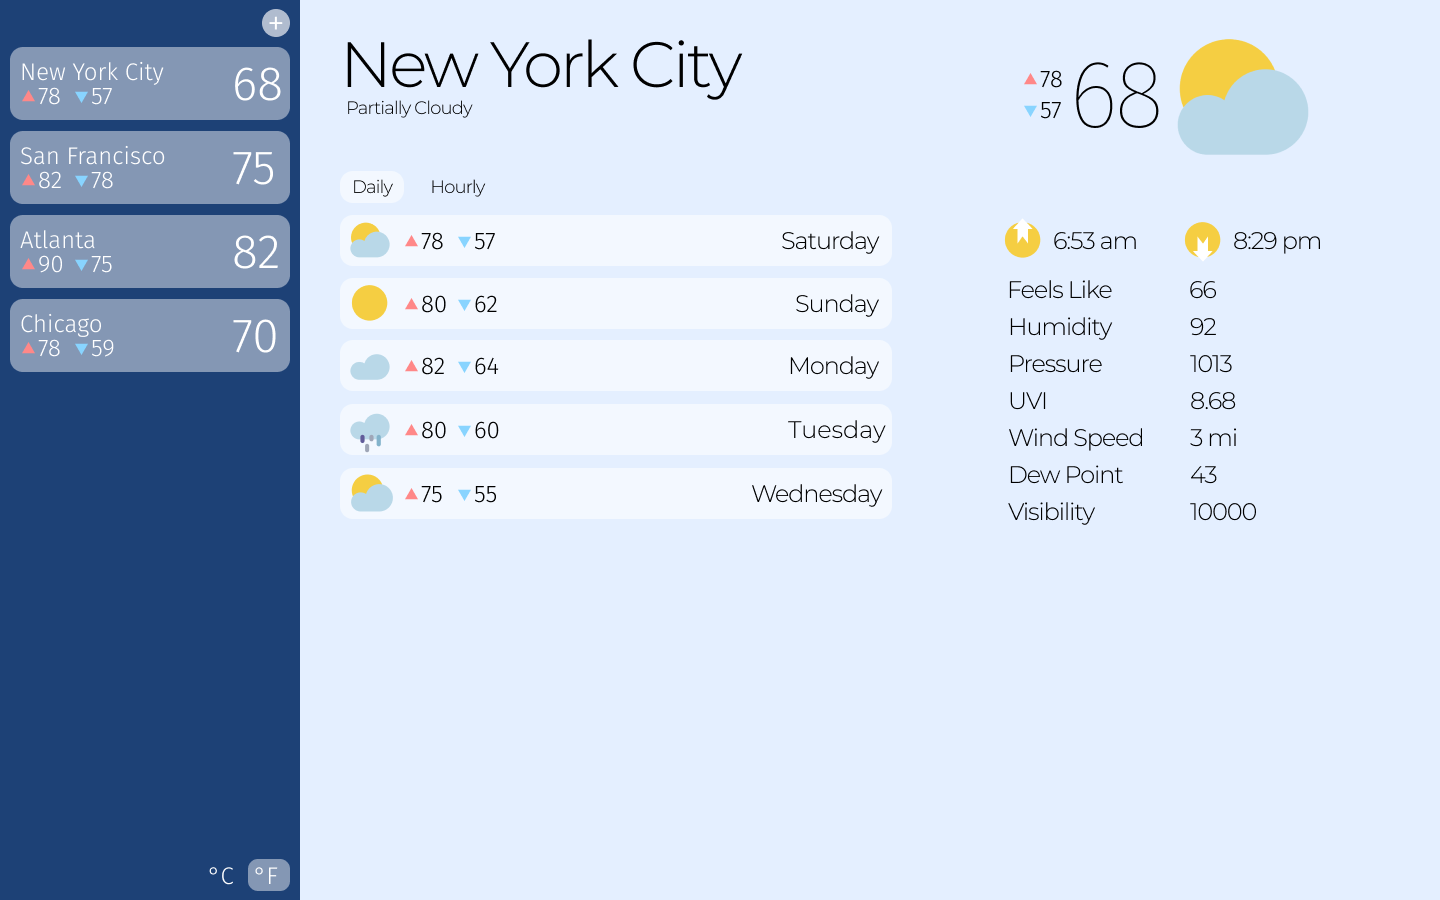 +
New York City
78 57
68
San Francisco
82 78
75
Atlanta
90 75
82
Chicago
78 59
70
°C °F
New York City
Partially Cloudy
78
57
68
Daily Hourly
78 57 Saturday
80 62 Sunday
82 64 Monday
80 60 Tuesday
75 55 Wednesday
6:53 am 8:29 pm
Feels Like 66
Humidity 92
Pressure 1013
UVI 8.68
Wind Speed 3 mi
Dew Point 43
Visibility 10000